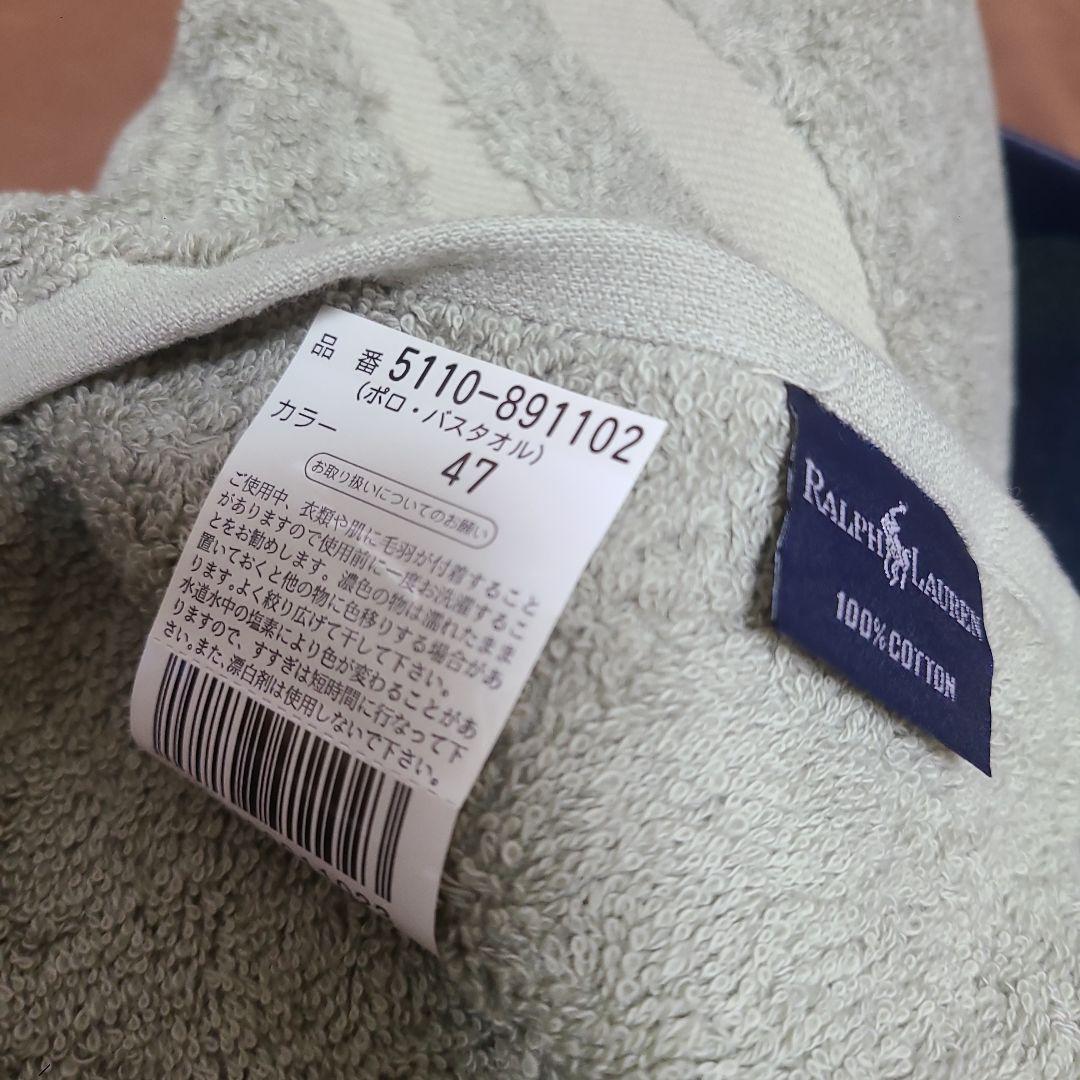 品 番 5110-891102
(ポロ・バスタオル)
カラー 47
お取り扱いについてのお願い
ご使用中、衣類や肌に毛羽が付着すること
がありますので使用前に一度お洗濯するこ
とをお勧めします。濃色の物は濡れたまま
置いておくと他の物に色移りする場合があ
ります。よく絞り広げて干して下さい。
水道水中の塩素により色が変わることがあ
りますので、すすぎは短時間に行なって下
さい。また、漂白剤は使用しないで下さい。
RALPH LAUREN
100% COTTON